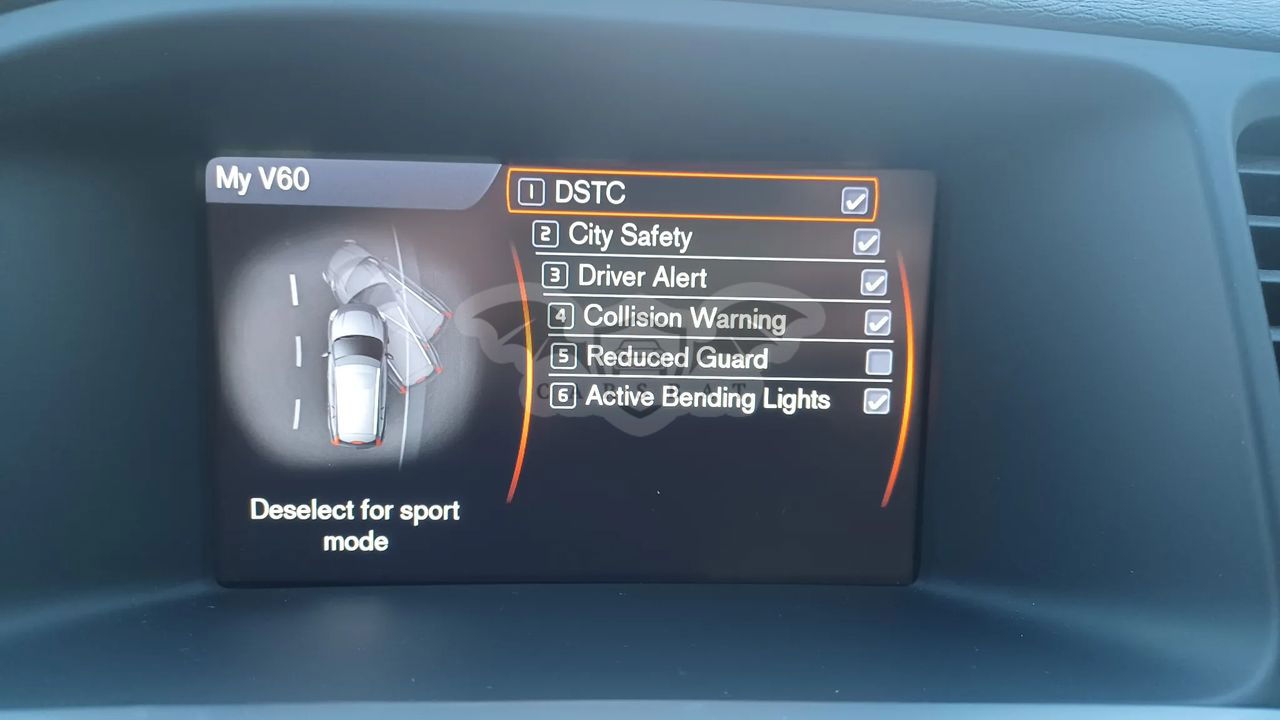 My V60
1 DSTC
2 City Safety
3 Driver Alert
4 Collision Warning
5 Reduced Guard
6 Active Bending Lights
CARSBAT
Deselect for sport
mode